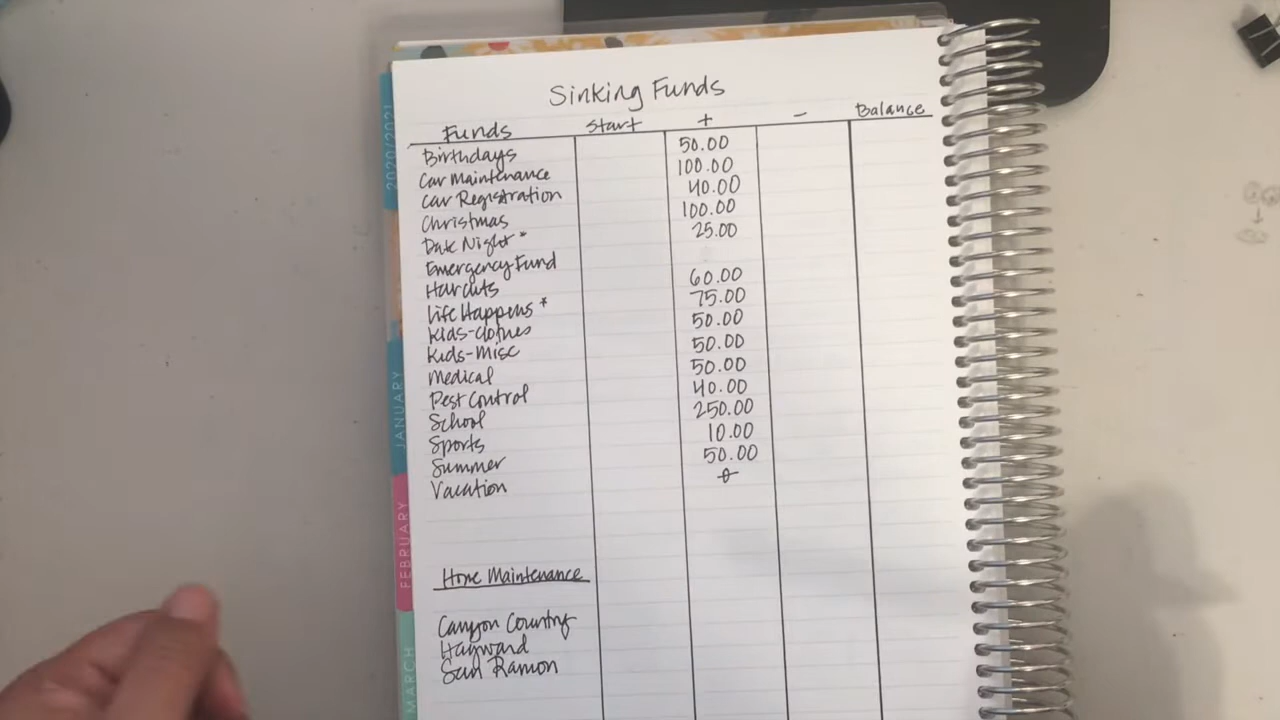 Sinking Funds
Funds Start + - Balance
Birthdays 50.00
Car Maintenance 100.00
Car Registration 40.00
Christmas 100.00
Date Night * 25.00
Emergency Fund
Haircuts 60.00
Life Happens * 75.00
Kids-clothes 50.00
Kids-Misc 50.00
Medical 50.00
Pest Control 40.00
School 250.00
Sports 10.00
Summer 50.00
Vacation -0-
Home Maintenance
Canyon Country
Hayward
San Ramon
2020/2021
JANUARY
FEBRUARY
MARCH